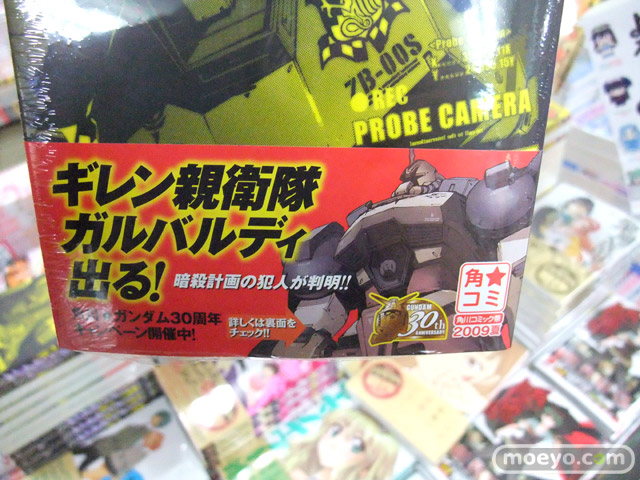 ZB-00S
REC
PROBE CAMERA
ギレン親衛隊
ガルバルディ
出る!
暗殺計画の犯人が判明!!
ガンダム30周年
キャンペーン開催中!
詳しくは裏面を
チェック!!
GUNDAM
30th
ANNIVERSARY
角★
コミ
角川コミック祭
2009夏
moeyo.com